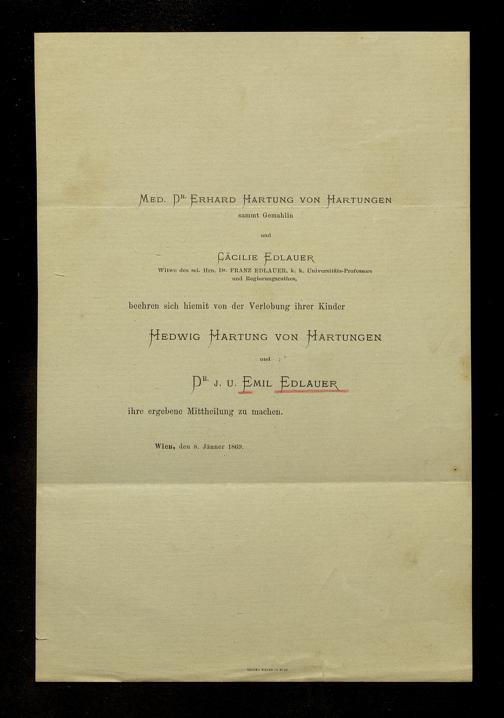 Med. Dr. Erhard Hartung von Hartungen
sammt Gemahlin
und
Cäcilie Edlauer
Witwe des sel. Hrn. Dr. FRANZ EDLAUER, k. k. Universitäts-Professors
und Regierungsrathes,
beehren sich hiemit von der Verlobung ihrer Kinder
Hedwig Hartung von Hartungen
und
Dr. J. U. Emil Edlauer
ihre ergebene Mittheilung zu machen.
Wien, den 8. Jänner 1869.